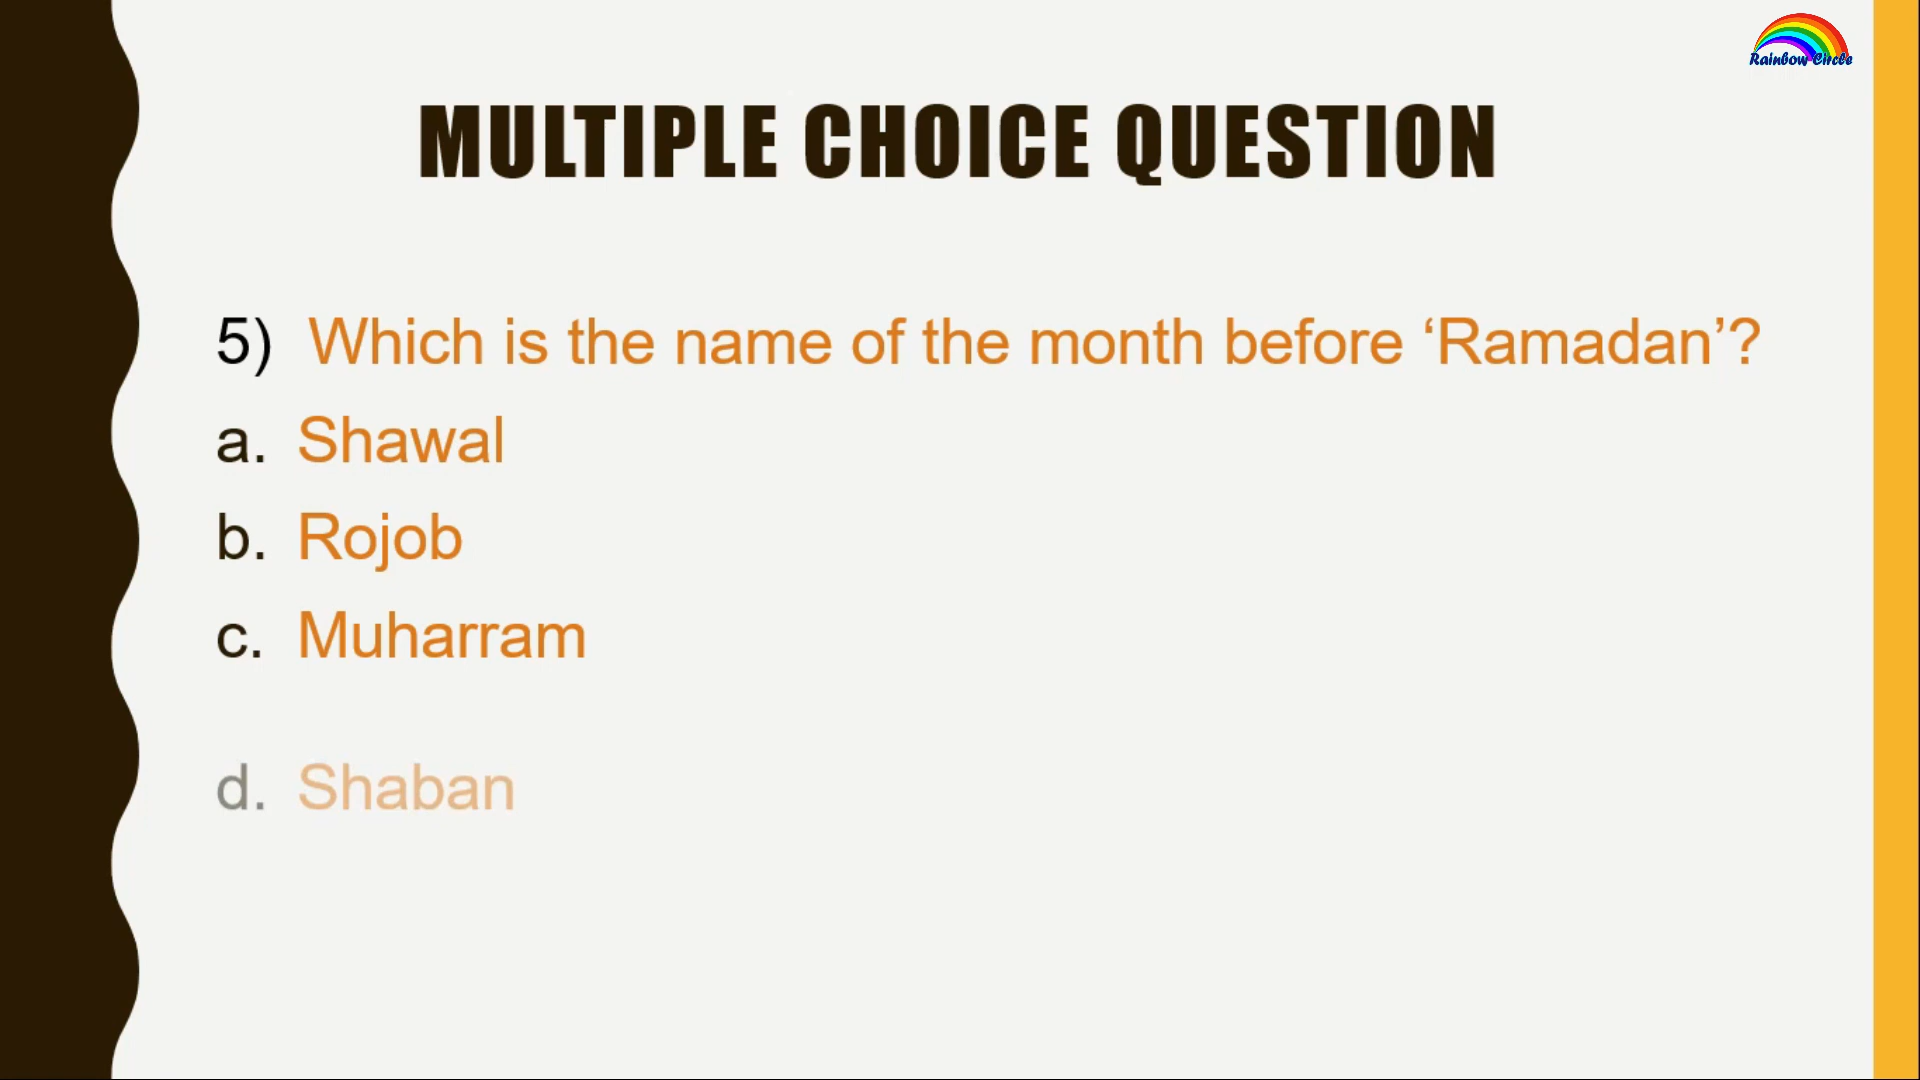 Rainbow Circle
MULTIPLE CHOICE QUESTION
5) Which is the name of the month before ‘Ramadan’?
a. Shawal
b. Rojob
c. Muharram
d. Shaban